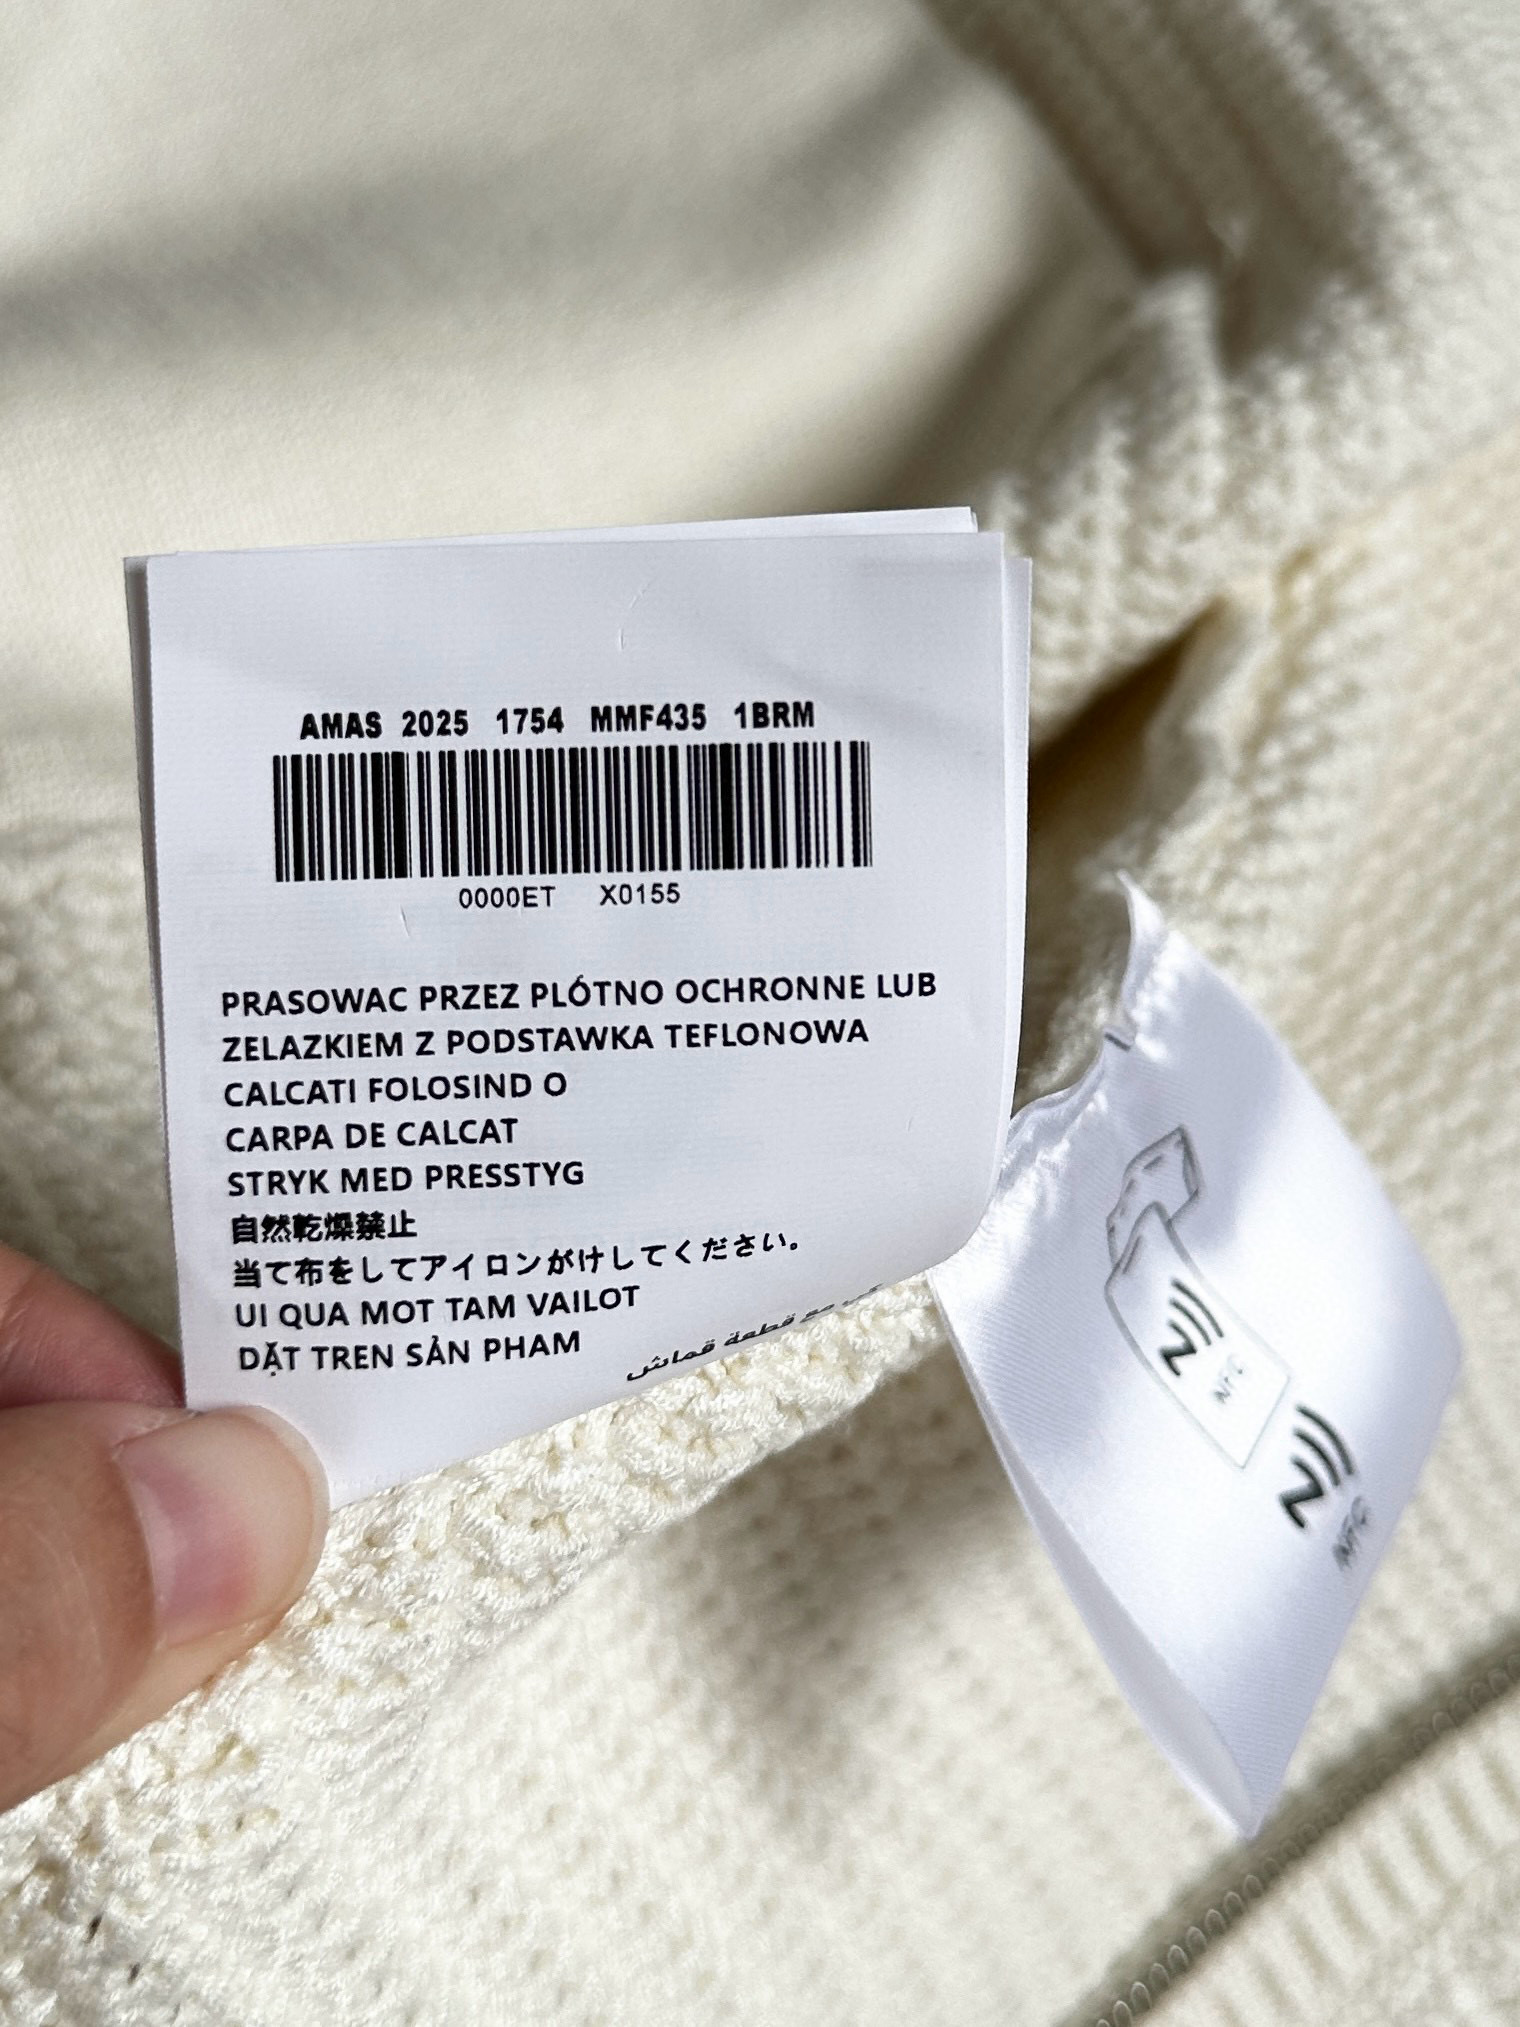 AMAS 2025 1754 MMF435 1BRM
0000ET X0155
PRASOWAC PRZEZ PLÓTNO OCHRONNE LUB
ZELAZKIEM Z PODSTAWKA TEFLONOWA
CALCATI FOLOSIND O
CARPA DE CALCAT
STRYK MED PRESSTYG
自然乾燥禁止
当て布をしてアイロンがけしてください。
UI QUA MOT TAM VAILOT
DẶT TREN SẢN PHAM
مع قطعة قماش
NFC
NFC